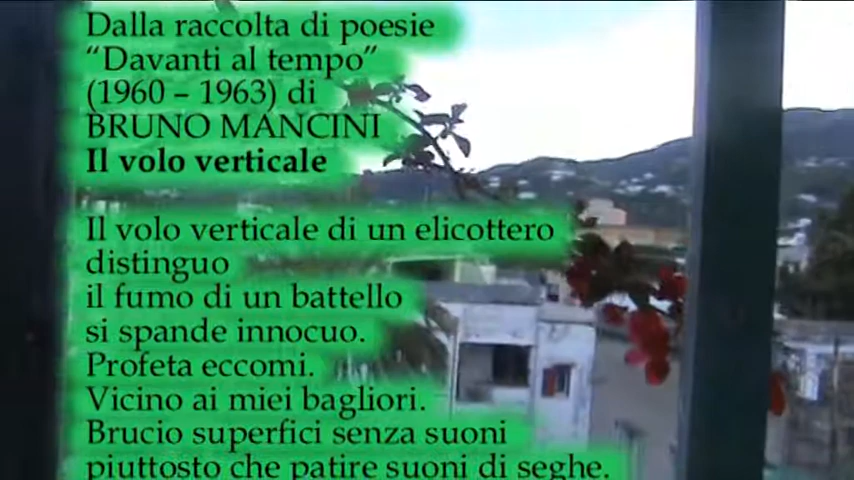 Dalla raccolta di poesie
“Davanti al tempo”
(1960 – 1963) di
BRUNO MANCINI
Il volo verticale
Il volo verticale di un elicottero
distinguo
il fumo di un battello
si spande innocuo.
Profeta eccomi.
Vicino ai miei bagliori.
Brucio superfici senza suoni
piuttosto che patire suoni di seghe.